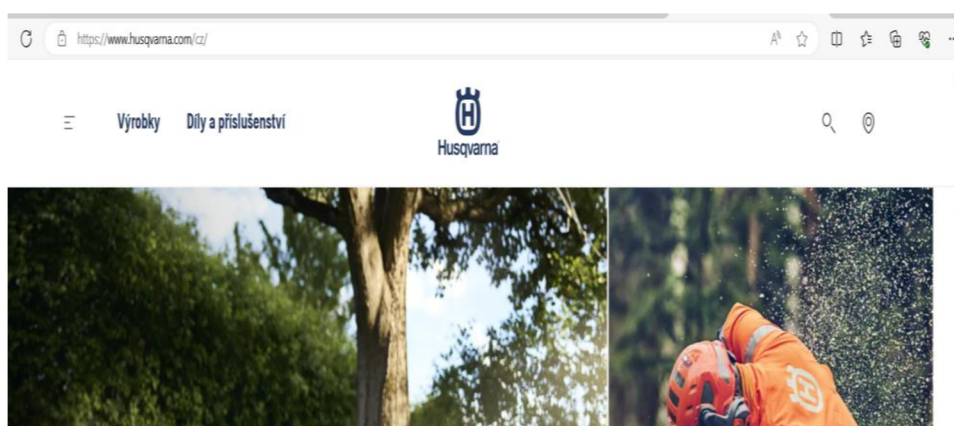 https://www.husqvarna.com/cz/
Výrobky Díly a příslušenství
H
Husqvarna
H